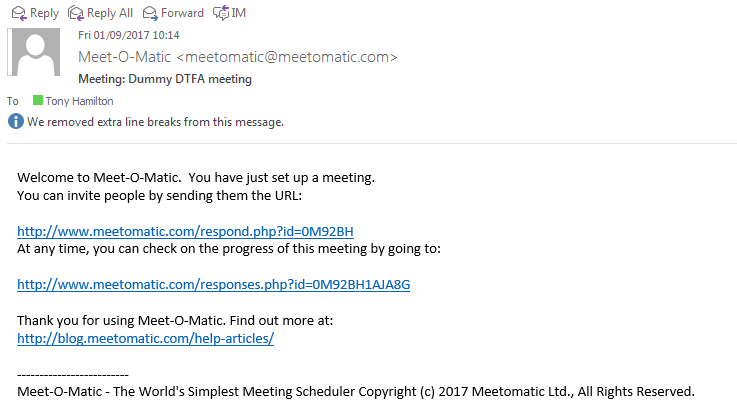 Reply Reply All Forward IM
Fri 01/09/2017 10:14
Meet-O-Matic <meetomatic@meetomatic.com>
Meeting: Dummy DTFA meeting
To Tony Hamilton
We removed extra line breaks from this message.
Welcome to Meet-O-Matic.  You have just set up a meeting.
You can invite people by sending them the URL:
http://www.meetomatic.com/respond.php?id=0M92BH
At any time, you can check on the progress of this meeting by going to:
http://www.meetomatic.com/responses.php?id=0M92BH1AJA8G
Thank you for using Meet-O-Matic. Find out more at:
http://blog.meetomatic.com/help-articles/
-------------------------
Meet-O-Matic - The World's Simplest Meeting Scheduler Copyright (c) 2017 Meetomatic Ltd., All Rights Reserved.